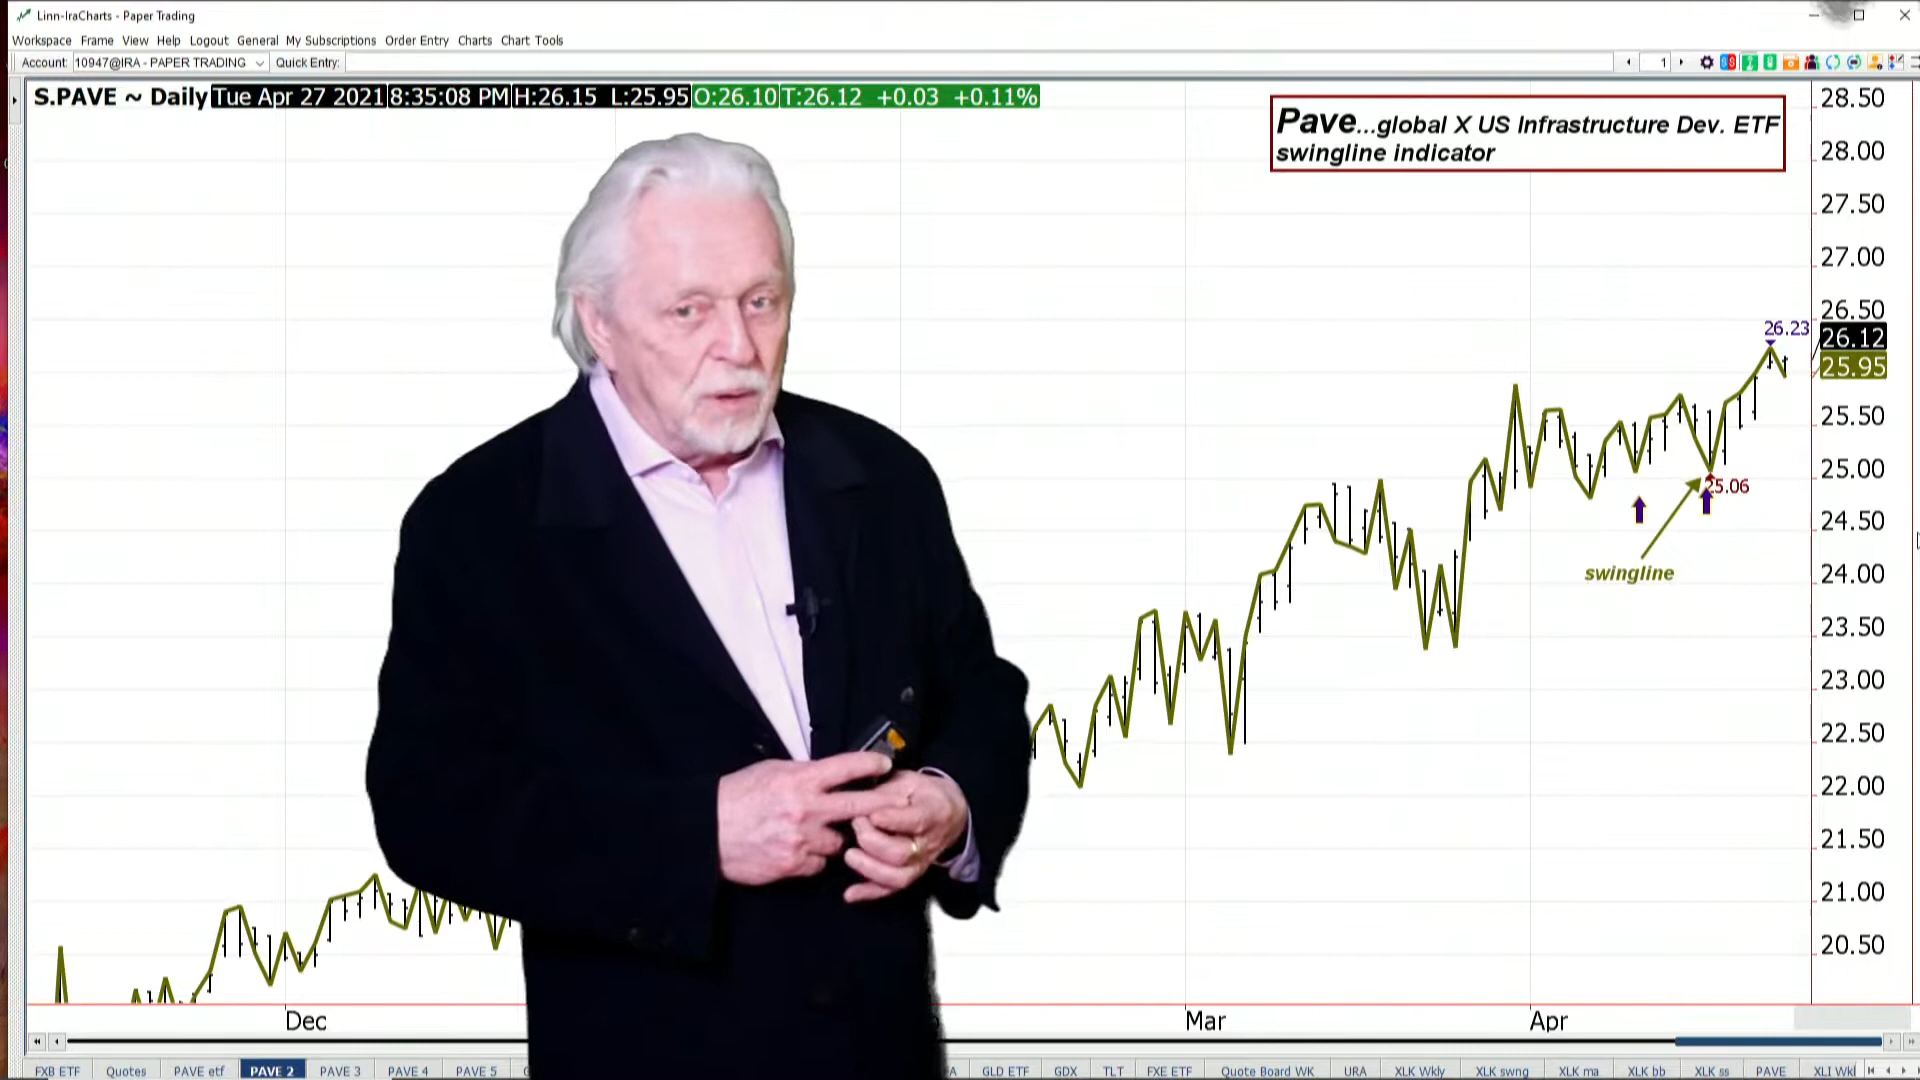 Linn-IraCharts - Paper Trading
Workspace Frame View Help Logout General My Subscriptions Order Entry Charts Chart Tools
Account: 10947@IRA - PAPER TRADING Quick Entry: 1
S.PAVE ~ Daily Tue Apr 27 2021 8:35:08 PM H:26.15 L:25.95 O:26.10 T:26.12 +0.03 +0.11%
Pave...global X US Infrastructure Dev. ETF
swingline indicator
28.50
28.00
27.50
27.00
26.50
26.23
26.12
25.95
25.50
25.00
25.06
24.50
24.00
swingline
23.50
23.00
22.50
22.00
21.50
21.00
20.50
Dec Mar Apr
FXB ETF Quotes PAVE etf PAVE 2 PAVE 3 PAVE 4 PAVE 5 GLD ETF GDX TLT FXE ETF Quote Board WK URA XLK Wkly XLK swng XLK ma XLK bb XLK ss PAVE XLI Wkl